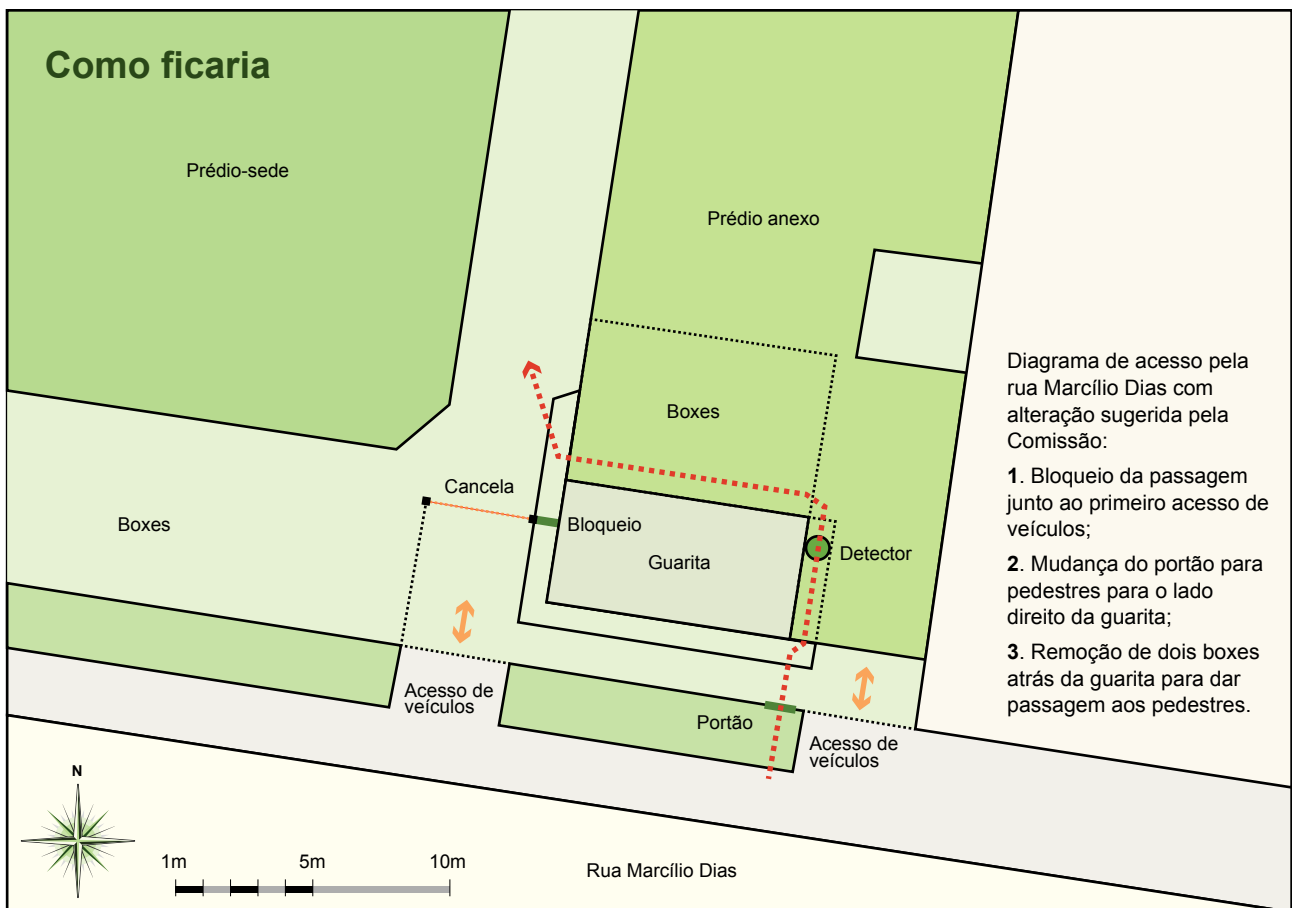 Como ficaria
Prédio-sede
Prédio anexo
Boxes
Cancela
Boxes
Bloqueio
Guarita
Detector
Acesso de
veículos
Portão
Acesso de
veículos
Diagrama de acesso pela
rua Marcílio Dias com
alteração sugerida pela
Comissão:
1. Bloqueio da passagem
junto ao primeiro acesso de
veículos;
2. Mudança do portão para
pedestres para o lado
direito da guarita;
3. Remoção de dois boxes
atrás da guarita para dar
passagem aos pedestres.
N
1m 5m 10m
Rua Marcílio Dias